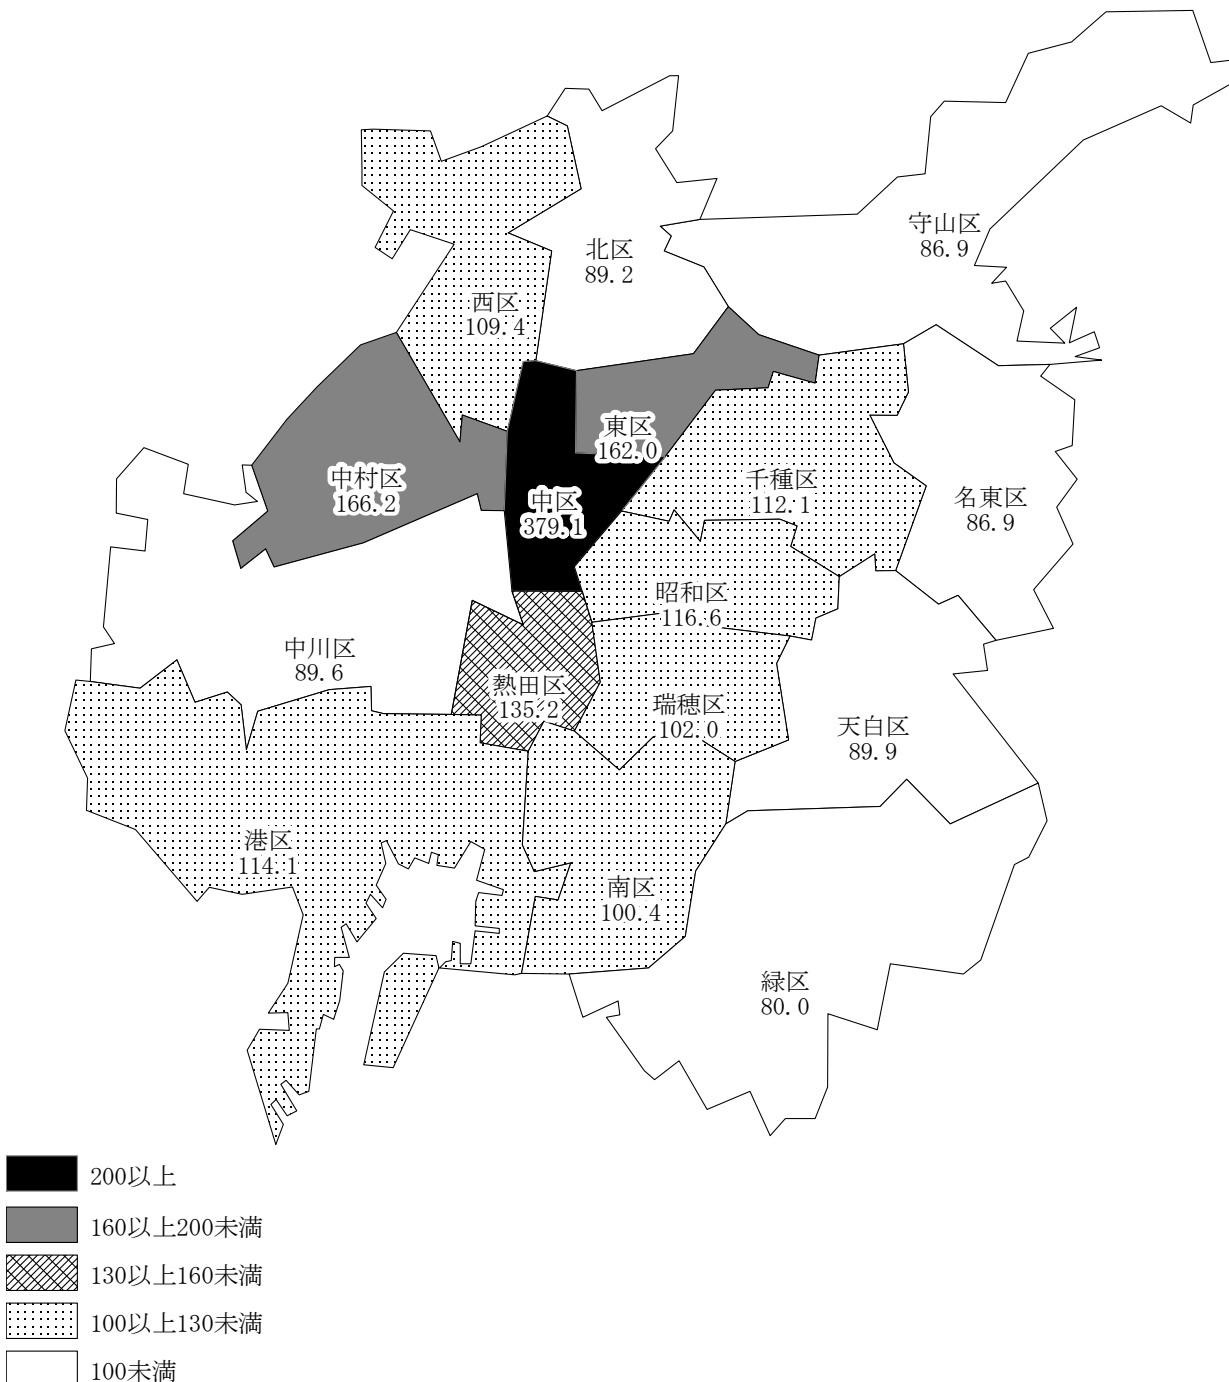 守山区
86.9
北区
89.2
西区
109.4
東区
162.0
中村区
166.2
中区
379.1
千種区
112.1
名東区
86.9
昭和区
116.6
中川区
89.6
熱田区
135.2
瑞穂区
102.0
天白区
89.9
港区
114.1
南区
100.4
緑区
80.0
200以上
160以上200未満
130以上160未満
100以上130未満
100未満